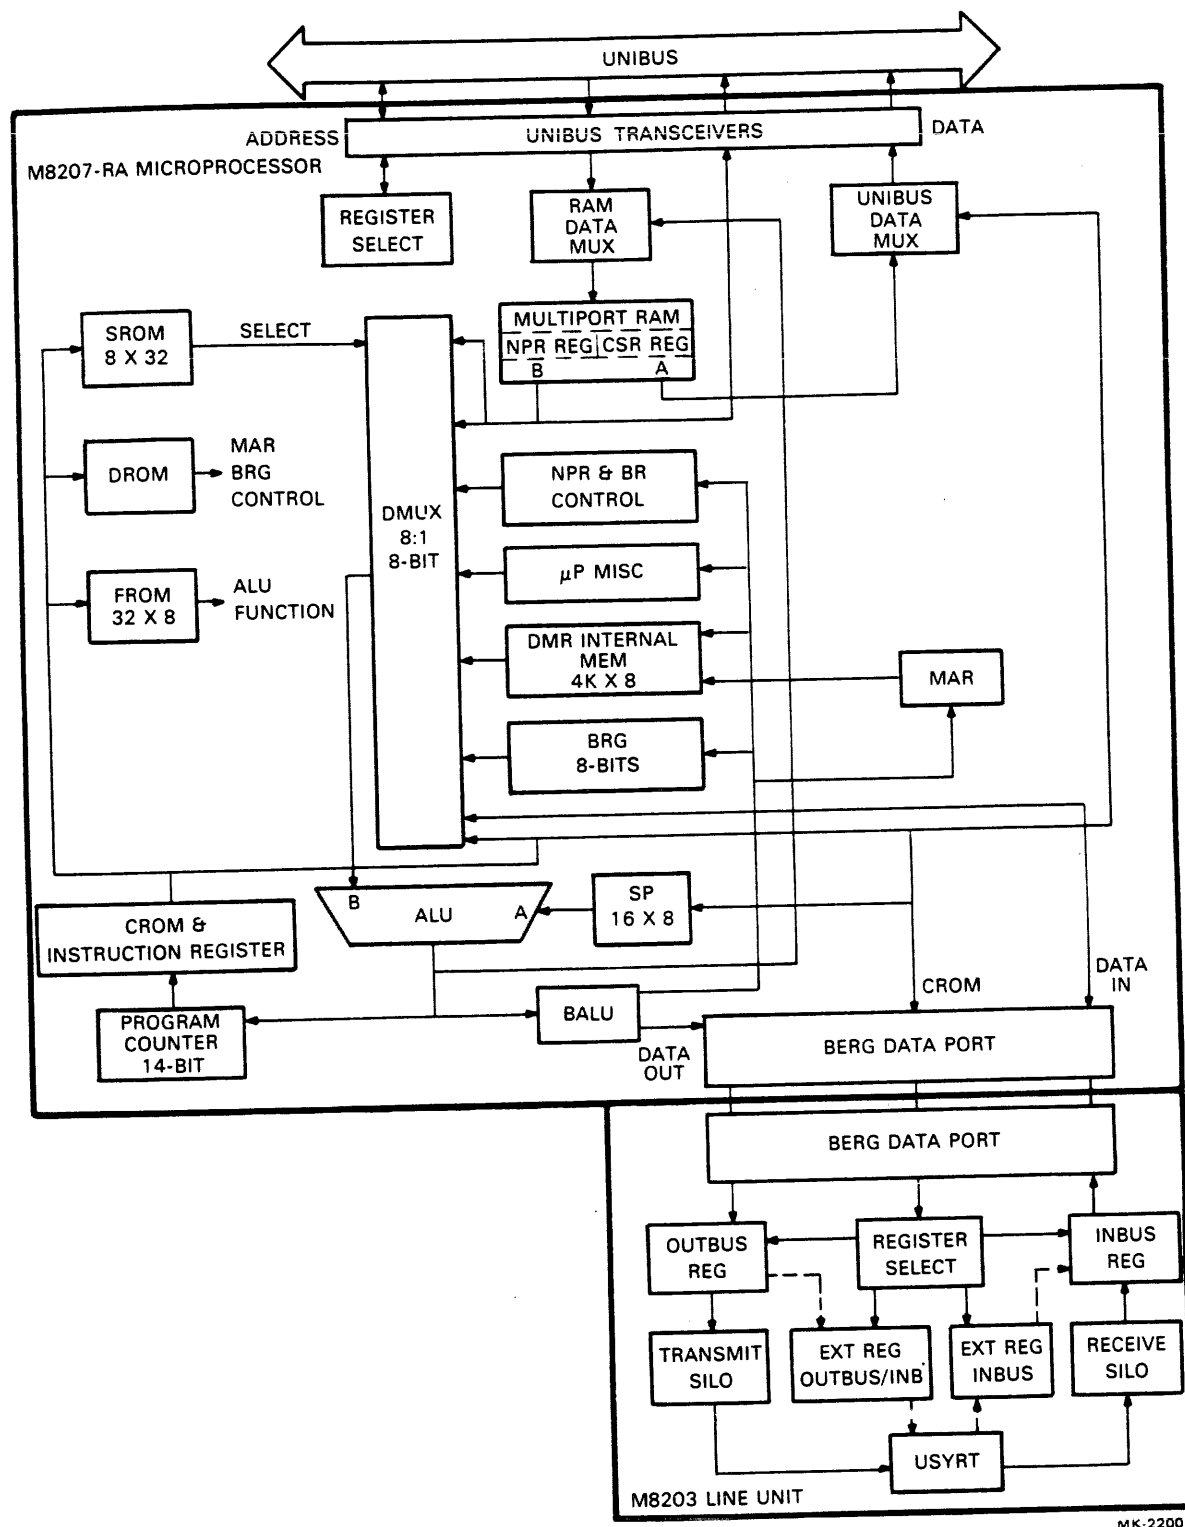 UNIBUS
ADDRESS
UNIBUS TRANSCEIVERS
DATA
M8207-RA MICROPROCESSOR
REGISTER
SELECT
RAM
DATA
MUX
UNIBUS
DATA
MUX
SROM
8 X 32
SELECT
MULTIPORT RAM
NPR REG
CSR REG
B
A
DROM
MAR
BRG
CONTROL
DMUX
8:1
8-BIT
NPR & BR
CONTROL
μP MISC
FROM
32 X 8
ALU
FUNCTION
DMR INTERNAL
MEM
4K X 8
MAR
BRG
8-BITS
CROM &
INSTRUCTION REGISTER
B
ALU
A
SP
16 X 8
CROM
DATA
IN
PROGRAM
COUNTER
14-BIT
BALU
DATA
OUT
BERG DATA PORT
BERG DATA PORT
OUTBUS
REG
REGISTER
SELECT
INBUS
REG
TRANSMIT
SILO
EXT REG
OUTBUS/INB
EXT REG
INBUS
RECEIVE
SILO
USYRT
M8203 LINE UNIT
MK-2200